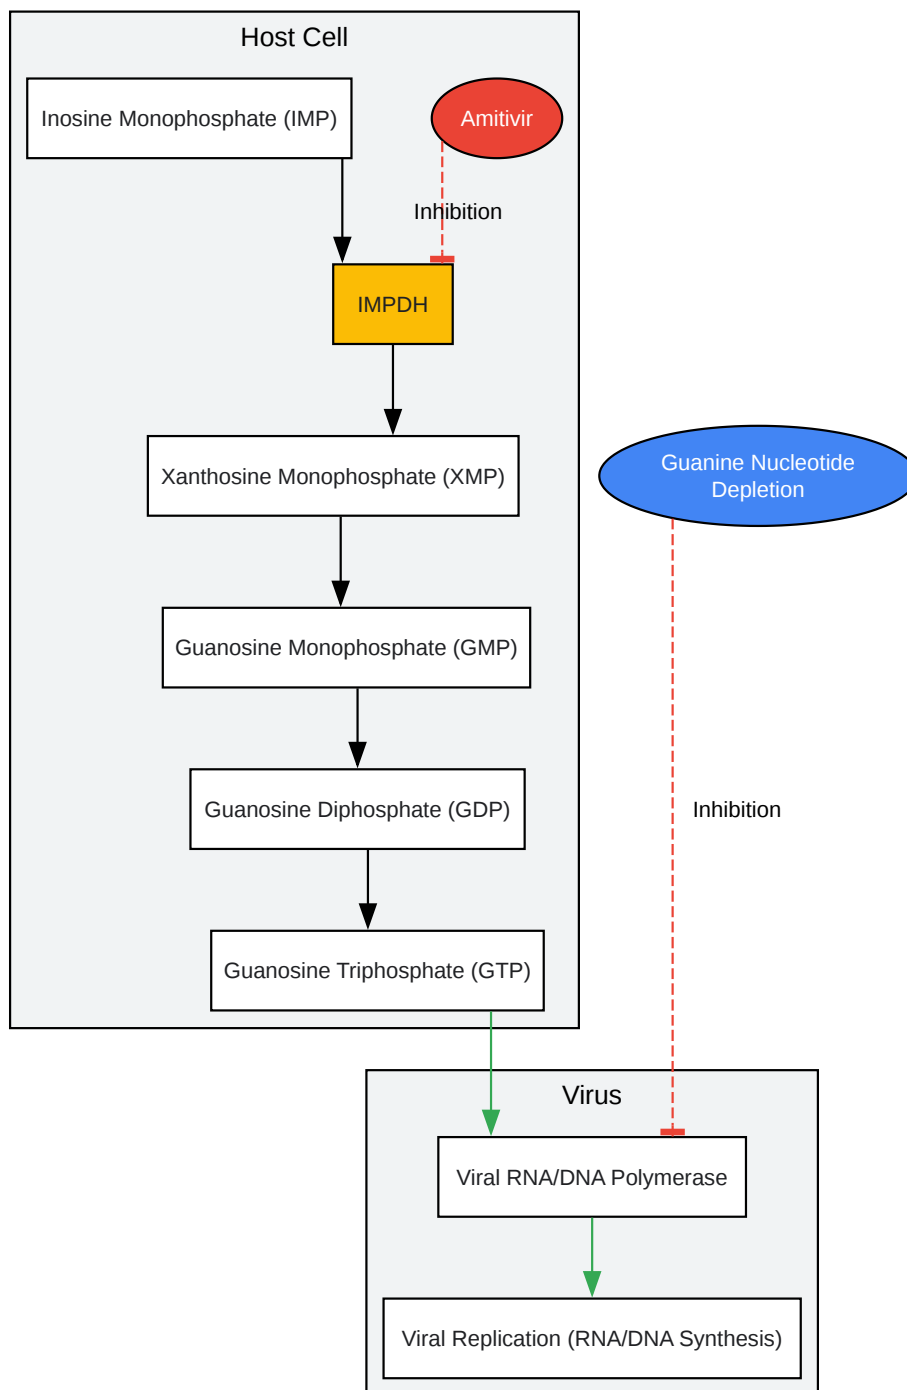 Host Cell
Inosine Monophosphate (IMP)
Amitivir
Inhibition
IMPDH
Xanthosine Monophosphate (XMP)
Guanine Nucleotide
Depletion
Guanosine Monophosphate (GMP)
Guanosine Diphosphate (GDP)
Inhibition
Guanosine Triphosphate (GTP)
Virus
Viral RNA/DNA Polymerase
Viral Replication (RNA/DNA Synthesis)